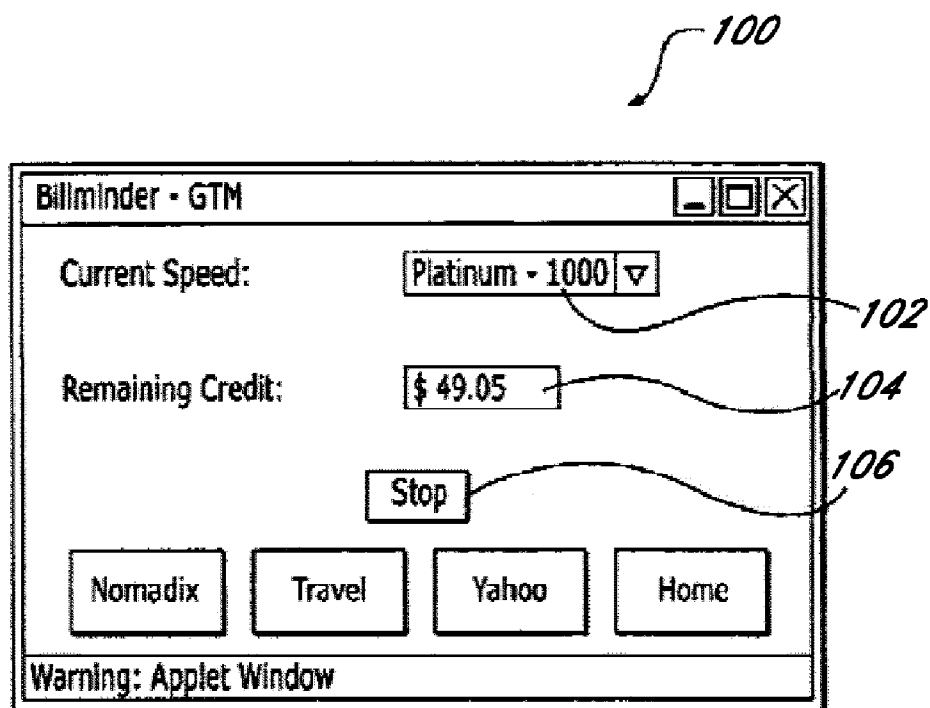 100
Billminder - GTM
Current Speed: Platinum - 1000
102
Remaining Credit: $ 49.05
104
Stop
106
Nomadix Travel Yahoo Home
Warning: Applet Window